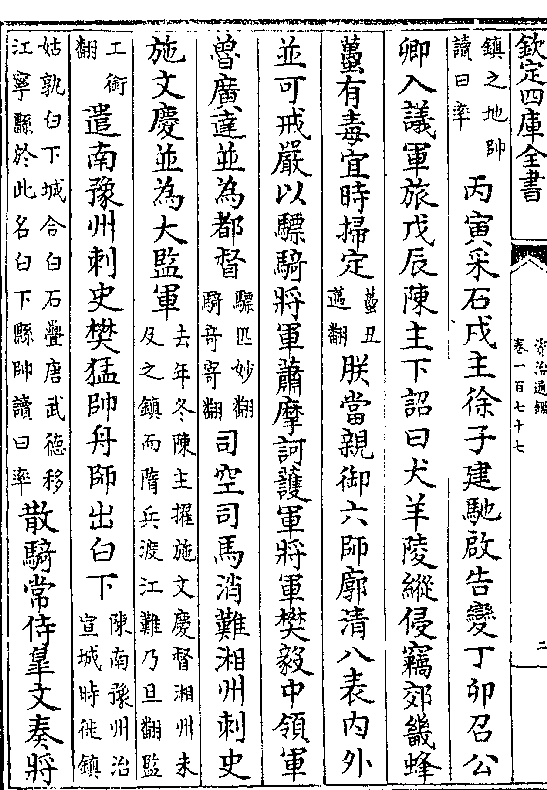 欽定四庫全書
資治通鑑
卷一百七十七
二
鎮之地帥
讀曰率
丙寅采石戍主徐子建馳啟告變丁卯召公
卿入議軍旅戊辰陳主下詔曰犬羊陵縱侵竊郊畿蜂
蠆有毒宜時掃定
蠆丑
邁翻
朕當親御六師廓清八表内外
並可戒嚴以驃騎將軍蕭摩訶護軍將軍樊毅中領軍
魯廣達並為都督
驃匹妙翻
騎奇寄翻
司空司馬消難湘州刺史
施文慶並為大監軍
去年冬陳主擢施文慶督湘州未
及之鎮而隋兵渡江難乃旦翻監
工銜
翻
遣南豫州刺史樊猛帥舟師出白下
陳南豫州治
宣城時徙鎮
姑孰白下城合白石壘唐武德移
江寧縣於此名白下縣帥讀曰率
散騎常侍臯文奏將